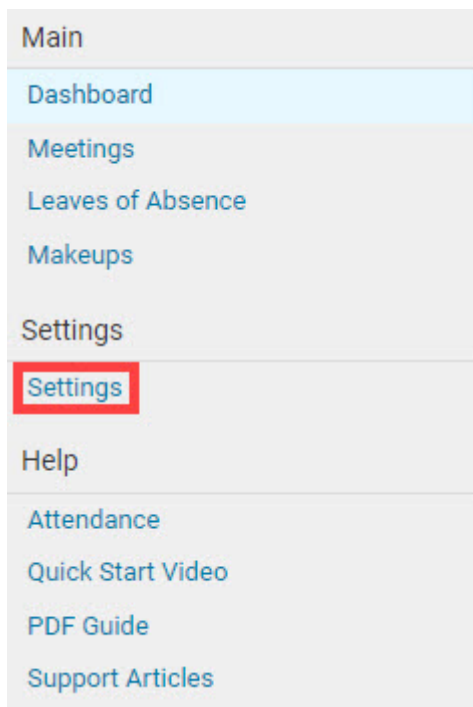 Main
Dashboard
Meetings
Leaves of Absence
Makeups
Settings
Settings
Help
Attendance
Quick Start Video
PDF Guide
Support Articles